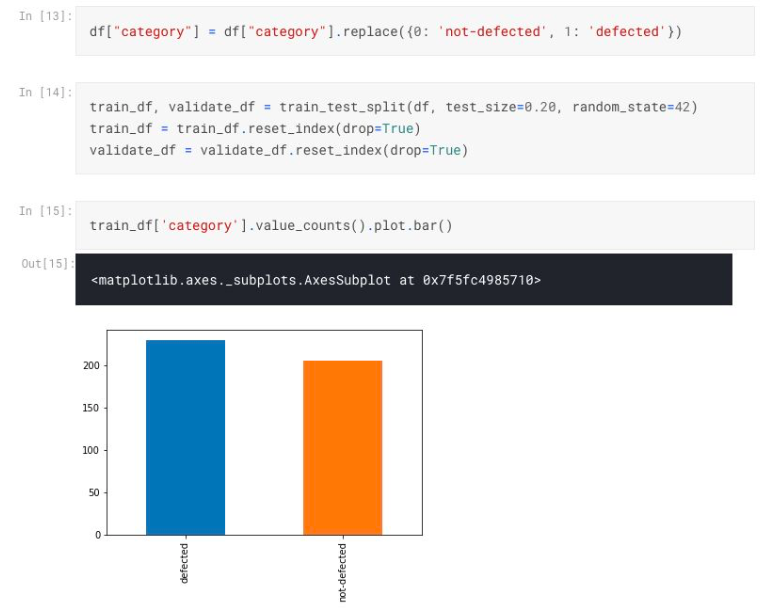 In [13]:
df["category"] = df["category"].replace({0: 'not-defected', 1: 'defected'})
In [14]:
train_df, validate_df = train_test_split(df, test_size=0.20, random_state=42)
train_df = train_df.reset_index(drop=True)
validate_df = validate_df.reset_index(drop=True)
In [15]:
train_df['category'].value_counts().plot.bar()
Out[15]:
<matplotlib.axes._subplots.AxesSubplot at 0x7f5fc4985710>
200
150
100
50
0
defected
not-defected